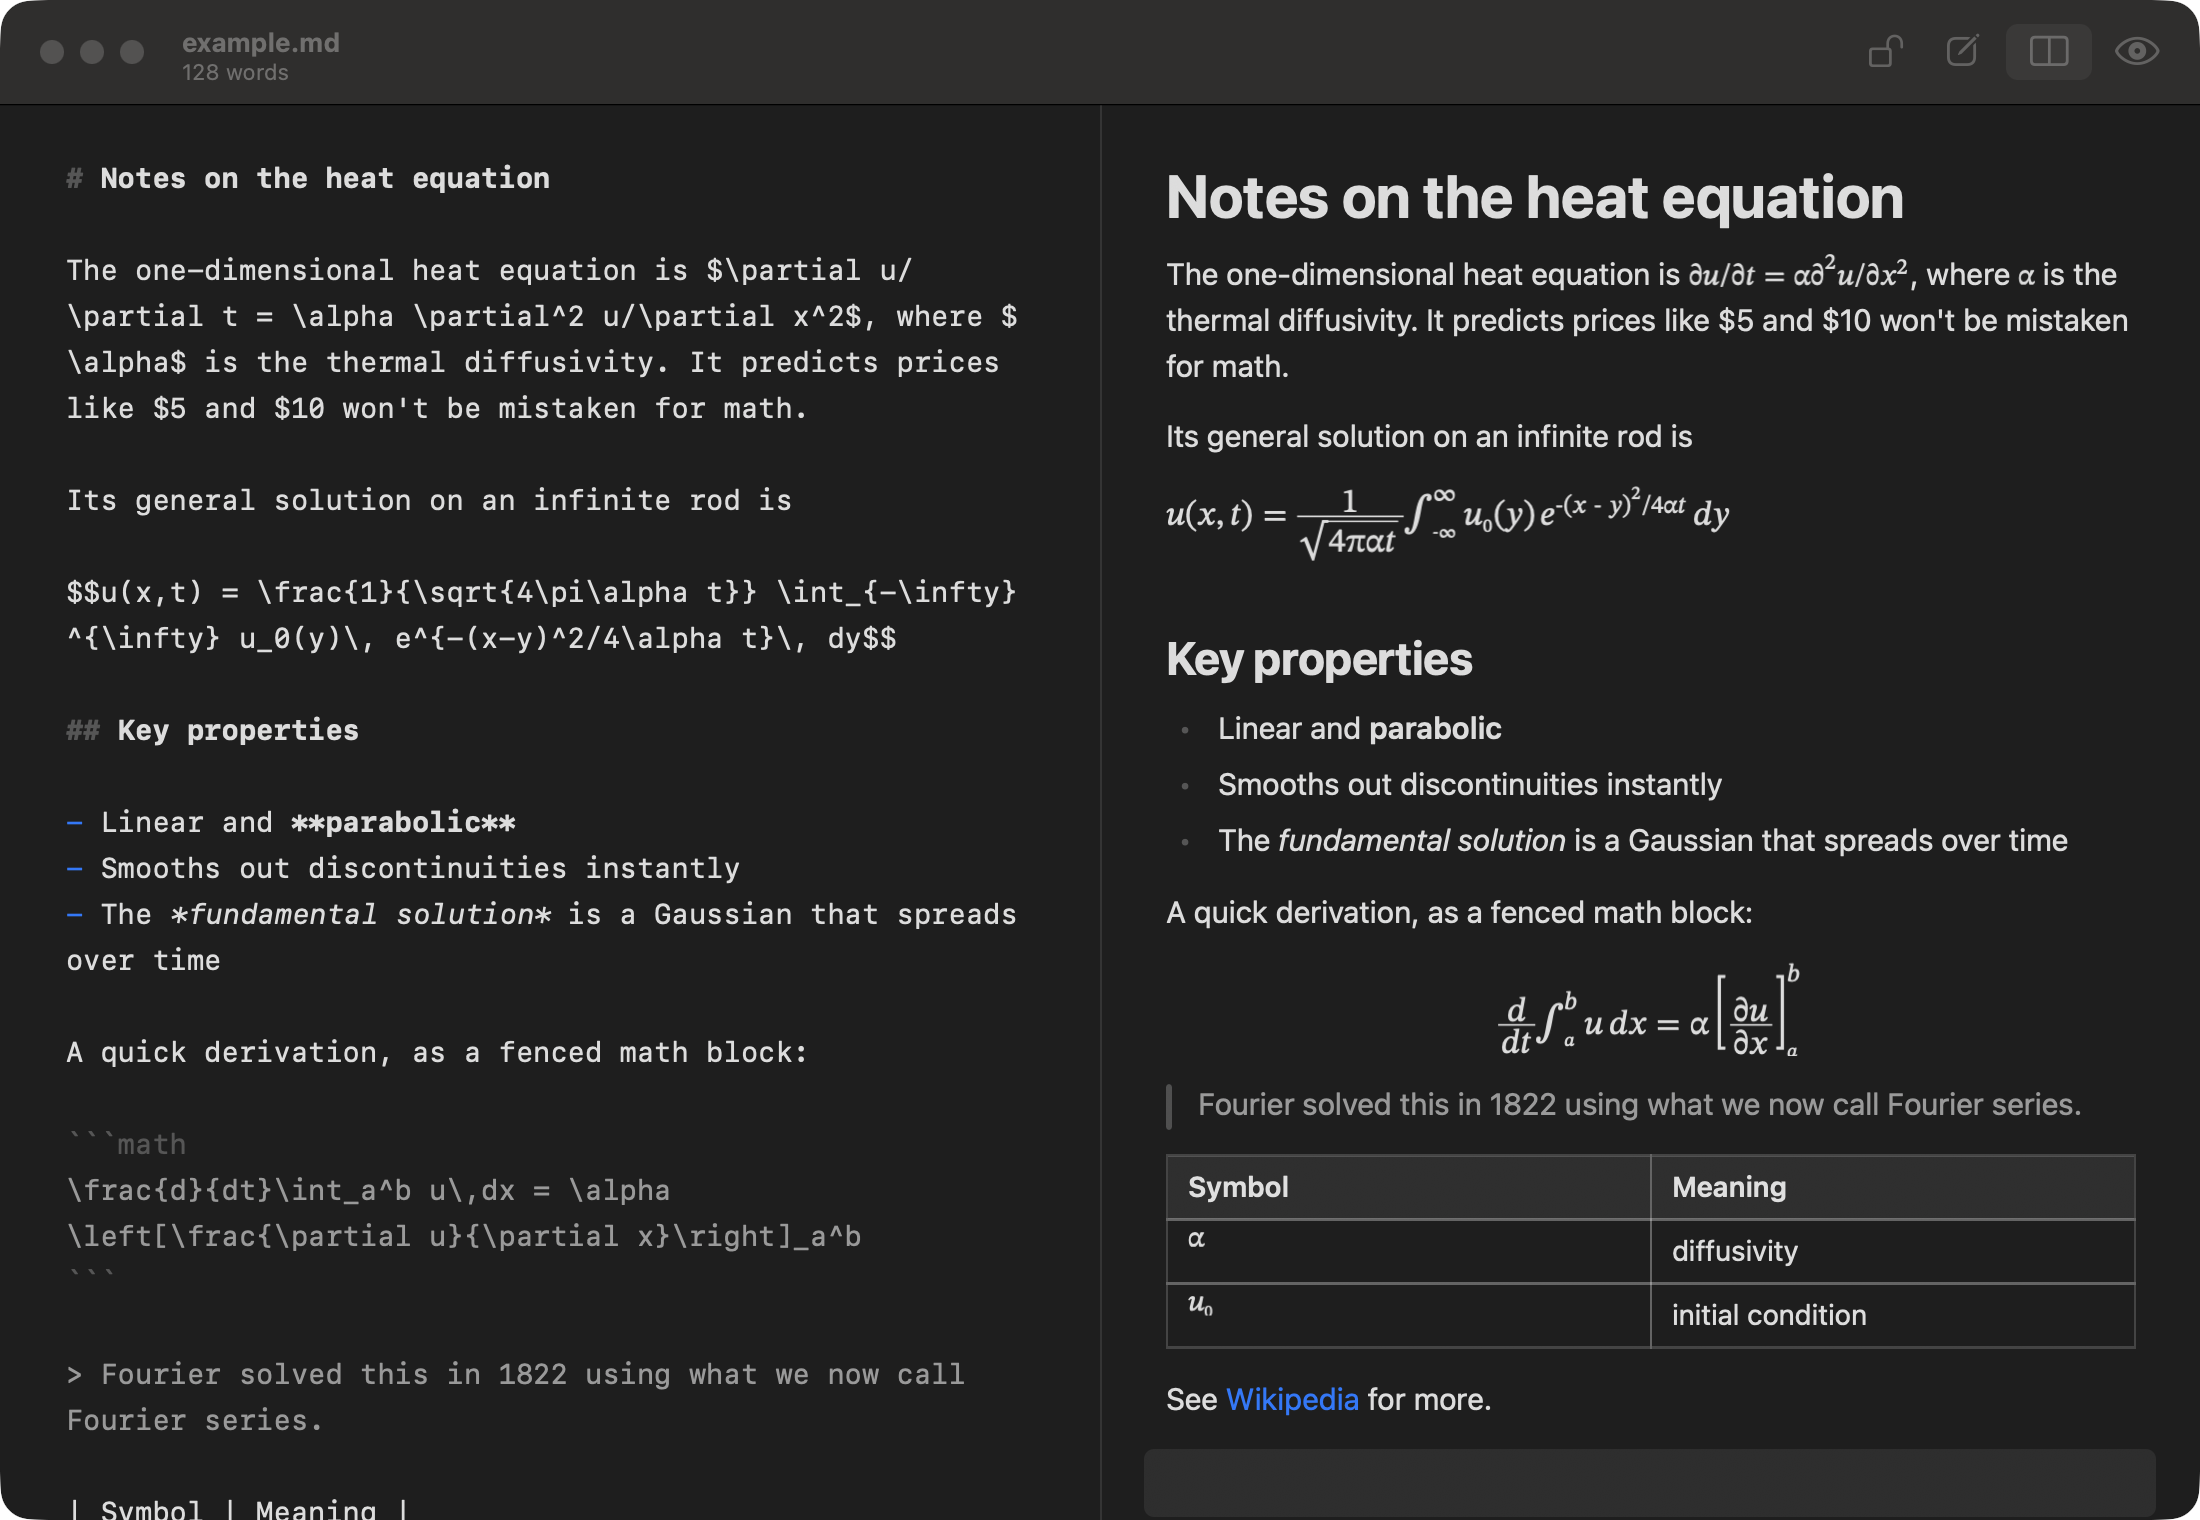 example.md
128 words
# Notes on the heat equation
The one-dimensional heat equation is $\partial u/
\partial t = \alpha \partial^2 u/\partial x^2$, where $
\alpha$ is the thermal diffusivity. It predicts prices
like $5 and $10 won't be mistaken for math.
Its general solution on an infinite rod is
$$u(x,t) = \frac{1}{\sqrt{4\pi\alpha t}} \int_{-\infty}
^{\infty} u_0(y)\, e^{-(x-y)^2/4\alpha t}\, dy$$
## Key properties
- Linear and **parabolic**
- Smooths out discontinuities instantly
- The *fundamental solution* is a Gaussian that spreads
over time
A quick derivation, as a fenced math block:
```math
\frac{d}{dt}\int_a^b u\,dx = \alpha
\left[\frac{\partial u}{\partial x}\right]_a^b
```
> Fourier solved this in 1822 using what we now call
Fourier series.
| Symbol | Meaning |
Notes on the heat equation
The one-dimensional heat equation is ∂u/∂t = α∂²u/∂x², where α is the
thermal diffusivity. It predicts prices like $5 and $10 won't be mistaken
for math.
Its general solution on an infinite rod is
u(x, t) = 1/√(4παt) ∫_{-∞}^{∞} u₀(y) e^{-(x - y)²/4αt} dy
Key properties
• Linear and parabolic
• Smooths out discontinuities instantly
• The fundamental solution is a Gaussian that spreads over time
A quick derivation, as a fenced math block:
d/dt ∫_a^b u dx = α [∂u/∂x]_a^b
Fourier solved this in 1822 using what we now call Fourier series.
Symbol Meaning
α diffusivity
u₀ initial condition
See Wikipedia for more.